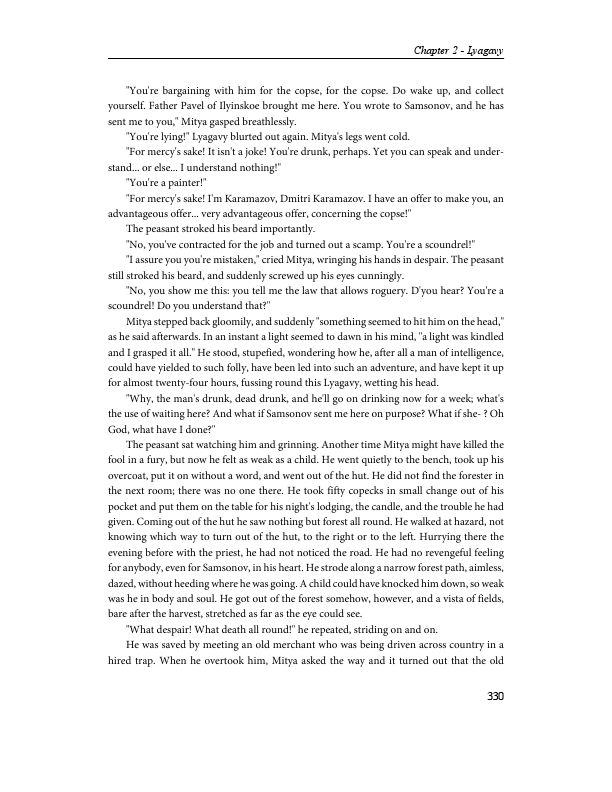 Chapter 2 - Lyagavy
"You're bargaining with him for the copse, for the copse. Do wake up, and collect
yourself. Father Pavel of Ilyinskoe brought me here. You wrote to Samsonov, and he has
sent me to you," Mitya gasped breathlessly.
"You're lying!" Lyagavy blurted out again. Mitya's legs went cold.
"For mercy's sake! It isn't a joke! You're drunk, perhaps. Yet you can speak and under-
stand... or else... I understand nothing!"
"You're a painter!"
"For mercy's sake! I'm Karamazov, Dmitri Karamazov. I have an offer to make you, an
advantageous offer... very advantageous offer, concerning the copse!"
The peasant stroked his beard importantly.
"No, you've contracted for the job and turned out a scamp. You're a scoundrel!"
"I assure you you're mistaken," cried Mitya, wringing his hands in despair. The peasant
still stroked his beard, and suddenly screwed up his eyes cunningly.
"No, you show me this: you tell me the law that allows roguery. D'you hear? You're a
scoundrel! Do you understand that?"
Mitya stepped back gloomily, and suddenly "something seemed to hit him on the head,"
as he said afterwards. In an instant a light seemed to dawn in his mind, "a light was kindled
and I grasped it all." He stood, stupefied, wondering how he, after all a man of intelligence,
could have yielded to such folly, have been led into such an adventure, and have kept it up
for almost twenty-four hours, fussing round this Lyagavy, wetting his head.
"Why, the man's drunk, dead drunk, and he'll go on drinking now for a week; what's
the use of waiting here? And what if Samsonov sent me here on purpose? What if she- ? Oh
God, what have I done?"
The peasant sat watching him and grinning. Another time Mitya might have killed the
fool in a fury, but now he felt as weak as a child. He went quietly to the bench, took up his
overcoat, put it on without a word, and went out of the hut. He did not find the forester in
the next room; there was no one there. He took fifty copecks in small change out of his
pocket and put them on the table for his night's lodging, the candle, and the trouble he had
given. Coming out of the hut he saw nothing but forest all round. He walked at hazard, not
knowing which way to turn out of the hut, to the right or to the left. Hurrying there the
evening before with the priest, he had not noticed the road. He had no revengeful feeling
for anybody, even for Samsonov, in his heart. He strode along a narrow forest path, aimless,
dazed, without heeding where he was going. A child could have knocked him down, so weak
was he in body and soul. He got out of the forest somehow, however, and a vista of fields,
bare after the harvest, stretched as far as the eye could see.
"What despair! What death all round!" he repeated, striding on and on.
He was saved by meeting an old merchant who was being driven across country in a
hired trap. When he overtook him, Mitya asked the way and it turned out that the old
330